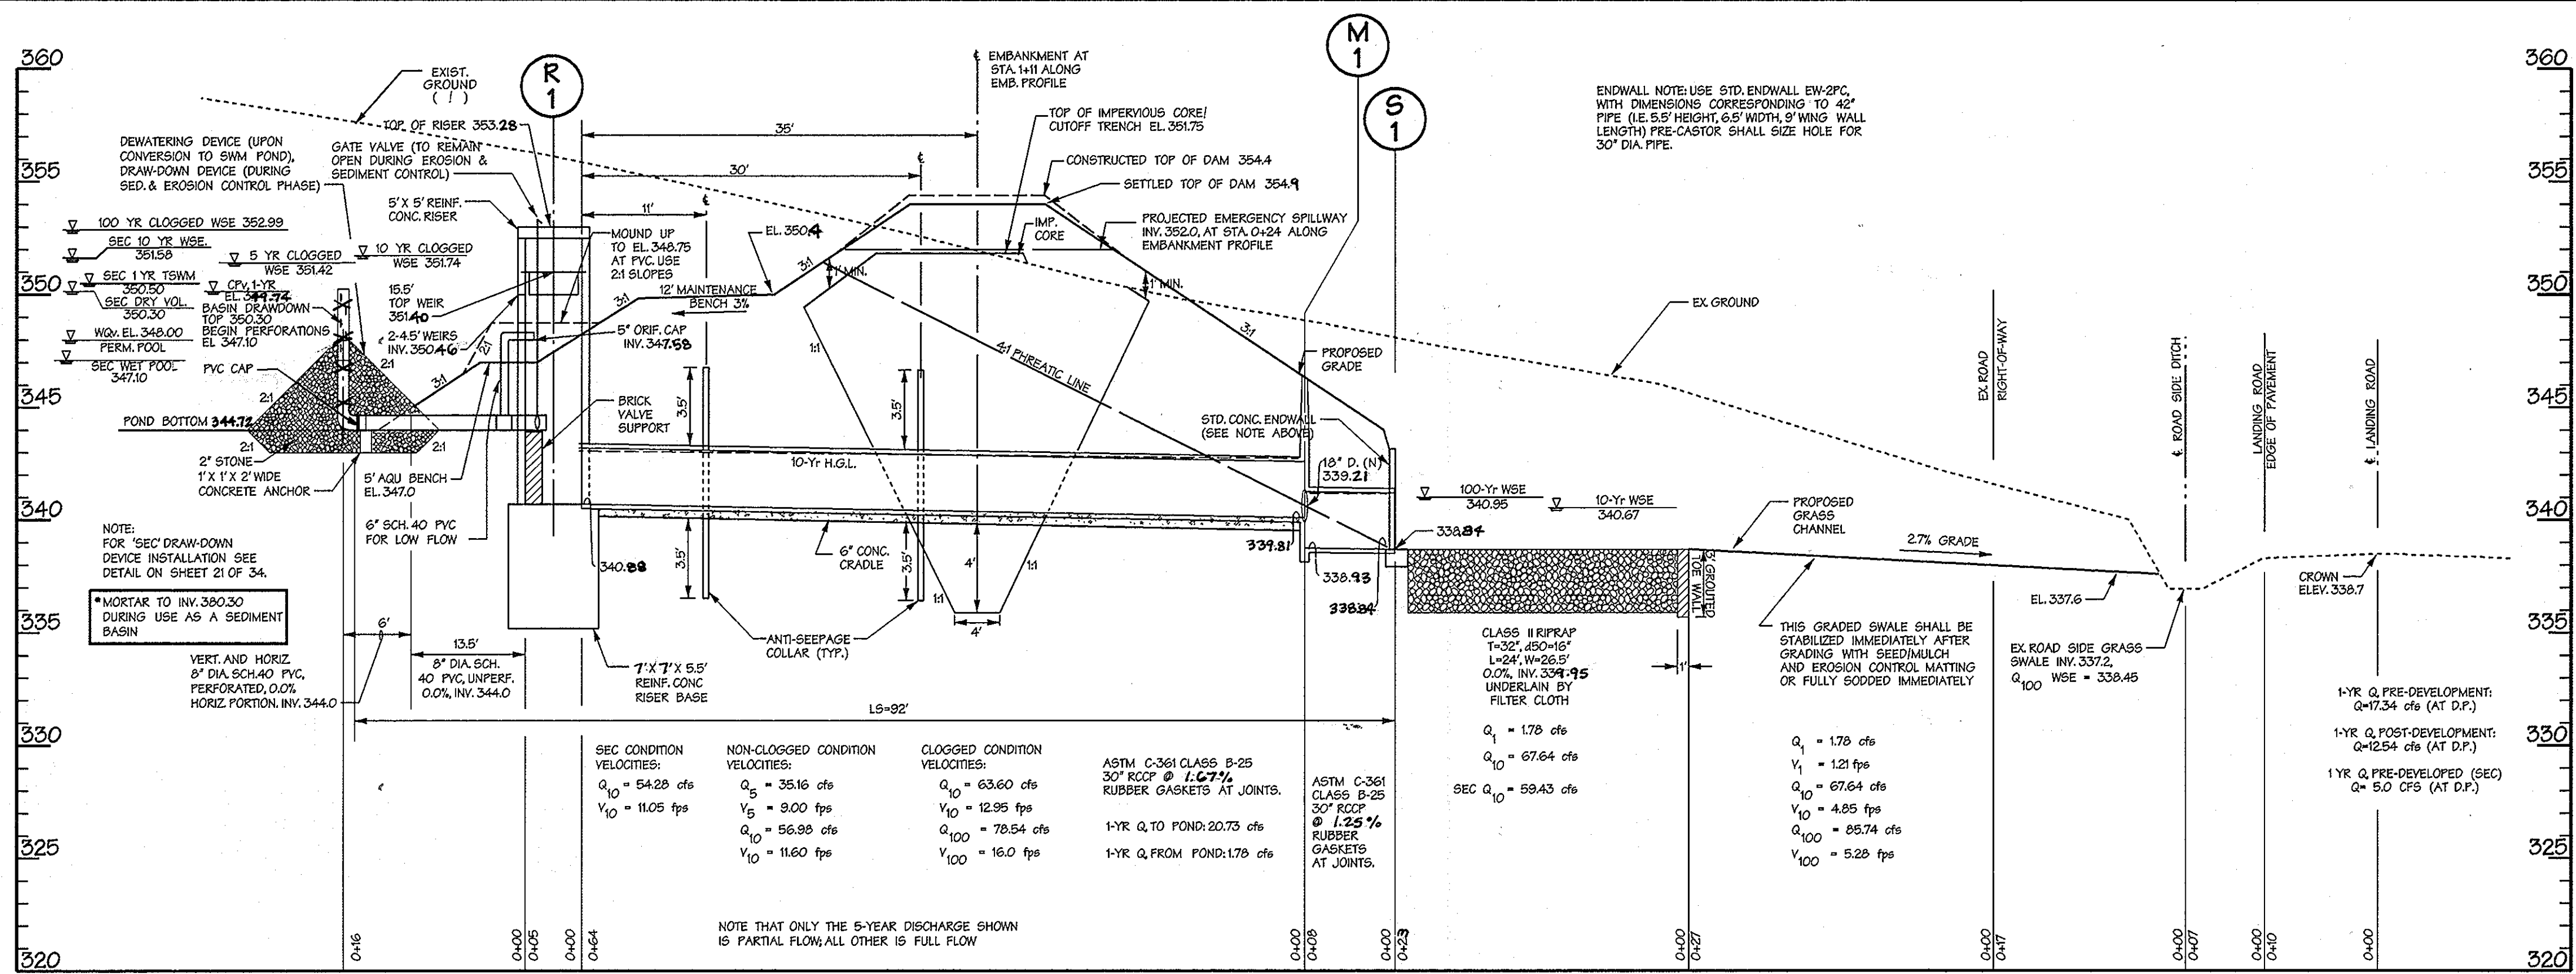 360
355
350
345
340
335
330
325
320
EXIST.
GROUND
( ! )
R
1
TOP OF RISER 353.28
DEWATERING DEVICE (UPON
CONVERSION TO SWM POND),
DRAW-DOWN DEVICE (DURING
SED. & EROSION CONTROL PHASE)
GATE VALVE (TO REMAIN
OPEN DURING EROSION &
SEDIMENT CONTROL)
5' X 5' REINF.
CONC. RISER
100 YR CLOGGED WSE 352.99
SEC 10 YR WSE.
351.58
5 YR CLOGGED
WSE 351.42
10 YR CLOGGED
WSE 351.74
SEC 1 YR TSWM
350.50
SEC DRY VOL.
350.30
CPV, 1-YR
BASIN DRAWDOWN
TOP 350.30
BEGIN PERFORATIONS
EL 347.10
WQv. EL. 348.00
PERM. POOL
SEC WET POOL
347.10
15.5'
TOP WEIR
351.40
2-4.5' WEIRS
INV. 350.46
PVC CAP
2:1
2:1
2:1
2:1
2:1
3:1
3:1
3:1
POND BOTTOM 344.72
2" STONE
1' X 1' X 2' WIDE
CONCRETE ANCHOR
5' AQU BENCH
EL. 347.0
6" SCH. 40 PVC
FOR LOW FLOW
NOTE:
FOR 'SEC' DRAW-DOWN
DEVICE INSTALLATION SEE
DETAIL ON SHEET 21 OF 34.
*MORTAR TO INV. 380.30
DURING USE AS A SEDIMENT
BASIN
6'
13.5'
8" DIA. SCH.
40 PVC, UNPERF.
0.0%, INV. 344.0
VERT. AND HORIZ
8" DIA. SCH.40 PVC,
PERFORATED, 0.0%
HORIZ PORTION. INV. 344.0
35'
30'
11'
MOUND UP
TO EL. 348.75
AT PVC. USE
2:1 SLOPES
5" ORIF. CAP
INV. 347.58
EL. 350.4
12' MAINTENANCE
BENCH 3%
BRICK
VALVE
SUPPORT
3.5'
3.5'
3.5'
3.5'
10-Yr H.G.L.
340.88
6" CONC.
CRADLE
ANTI-SEEPAGE
COLLAR (TYP.)
7' X 7' X 5.5'
REINF. CONC
RISER BASE
LS=92'
EMBANKMENT AT
STA. 1+11 ALONG
EMB. PROFILE
TOP OF IMPERVIOUS CORE/
CUTOFF TRENCH EL. 351.75
CONSTRUCTED TOP OF DAM 354.4
SETTLED TOP OF DAM 354.9
IMP.
CORE
PROJECTED EMERGENCY SPILLWAY
INV. 352.0, AT STA. 0+24 ALONG
EMBANKMENT PROFILE
1' MIN.
1' MIN.
3:1
1:1
1:1
1:1
1:1
4:1 PHREATIC LINE
4'
4'
M
1
S
1
PROPOSED
GRADE
STD. CONC. ENDWALL
(SEE NOTE ABOVE)
18" D. (N)
339.21
339.81
338.93
338.84
338.84
100-Yr WSE
340.95
10-Yr WSE
340.67
ENDWALL NOTE: USE STD. ENDWALL EW-2PC,
WITH DIMENSIONS CORRESPONDING TO 42"
PIPE (I.E. 5.5' HEIGHT, 6.5' WIDTH, 9' WING WALL
LENGTH) PRE-CASTOR SHALL SIZE HOLE FOR
30" DIA. PIPE.
EX. GROUND
PROPOSED
GRASS
CHANNEL
2.7% GRADE
3' GROUTED
TOE WALL
1'
CLASS II RIPRAP
T=32", d50=16"
L=24', W=26.5'
UNDERLAIN BY
FILTER CLOTH
Q1 = 1.78 cfs
Q10 = 67.64 cfs
SEC Q10 = 59.43 cfs
THIS GRADED SWALE SHALL BE
STABILIZED IMMEDIATELY AFTER
GRADING WITH SEED/MULCH
AND EROSION CONTROL MATTING
OR FULLY SODDED IMMEDIATELY
EX. ROAD
RIGHT-OF-WAY
℄ ROAD SIDE DITCH
LANDING ROAD
EDGE OF PAVEMENT
℄ LANDING ROAD
EL. 337.6
CROWN
ELEV. 338.7
EX. ROAD SIDE GRASS
SWALE INV. 337.2,
Q100 WSE = 338.45
1-YR Q, PRE-DEVELOPMENT:
Q=17.34 cfs (AT D.P.)
1-YR Q, POST-DEVELOPMENT:
Q=12.54 cfs (AT D.P.)
1 YR Q, PRE-DEVELOPED (SEC)
Q= 5.0 CFS (AT D.P.)
SEC CONDITION
VELOCITIES:
Q10 = 54.28 cfs
V10 = 11.05 fps
NON-CLOGGED CONDITION
VELOCITIES:
Q5 = 35.16 cfs
V5 = 9.00 fps
Q10 = 56.98 cfs
V10 = 11.60 fps
CLOGGED CONDITION
VELOCITIES:
Q10 = 63.60 cfs
V10 = 12.95 fps
Q100 = 78.54 cfs
V100 = 16.0 fps
ASTM C-361 CLASS B-25
30" RCCP @ 1.67%
RUBBER GASKETS AT JOINTS.
1-YR Q, TO POND: 20.73 cfs
1-YR Q, FROM POND: 1.78 cfs
ASTM C-361
CLASS B-25
30" RCCP
@ 1.25%
RUBBER
GASKETS
AT JOINTS.
Q1 = 1.78 cfs
V1 = 1.21 fps
Q10 = 67.64 cfs
V10 = 4.85 fps
Q100 = 85.74 cfs
V100 = 5.28 fps
NOTE THAT ONLY THE 5-YEAR DISCHARGE SHOWN
IS PARTIAL FLOW; ALL OTHER IS FULL FLOW
0+16
0+00
0+05
0+00
0+64
0+00
0+08
0+00
0+23
0+00
0+27
0+17
0+00
0+07
0+00
0+10
0+00
360
355
350
345
340
335
330
325
320